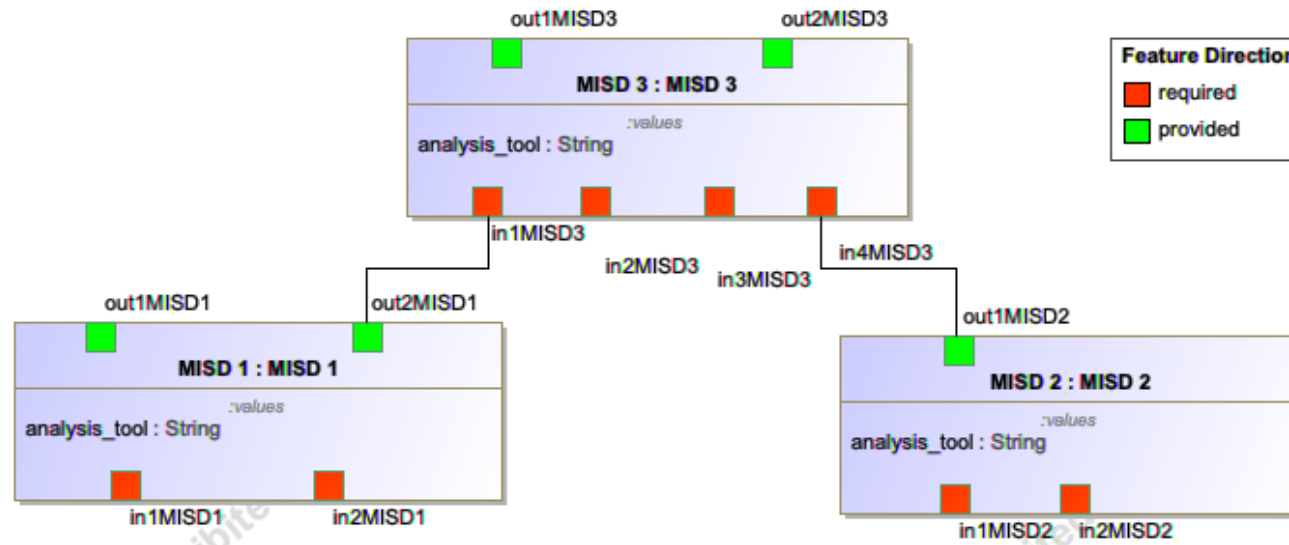 out1MISD3
out2MISD3
MISD 3 : MISD 3
:values
analysis_tool : String
in1MISD3
in2MISD3
in3MISD3
in4MISD3
Feature Direction
required
provided
out1MISD1
out2MISD1
MISD 1 : MISD 1
:values
analysis_tool : String
in1MISD1
in2MISD1
out1MISD2
MISD 2 : MISD 2
:values
analysis_tool : String
in1MISD2
in2MISD2